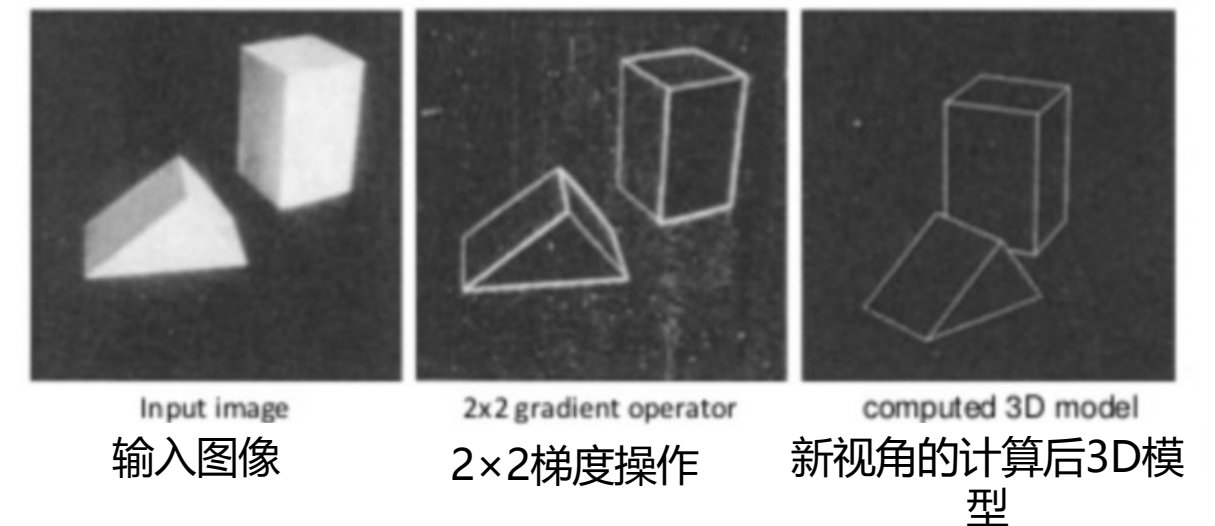 Input image
2x2 gradient operator
computed 3D model
输入图像
2×2梯度操作
新视角的计算后3D模
型